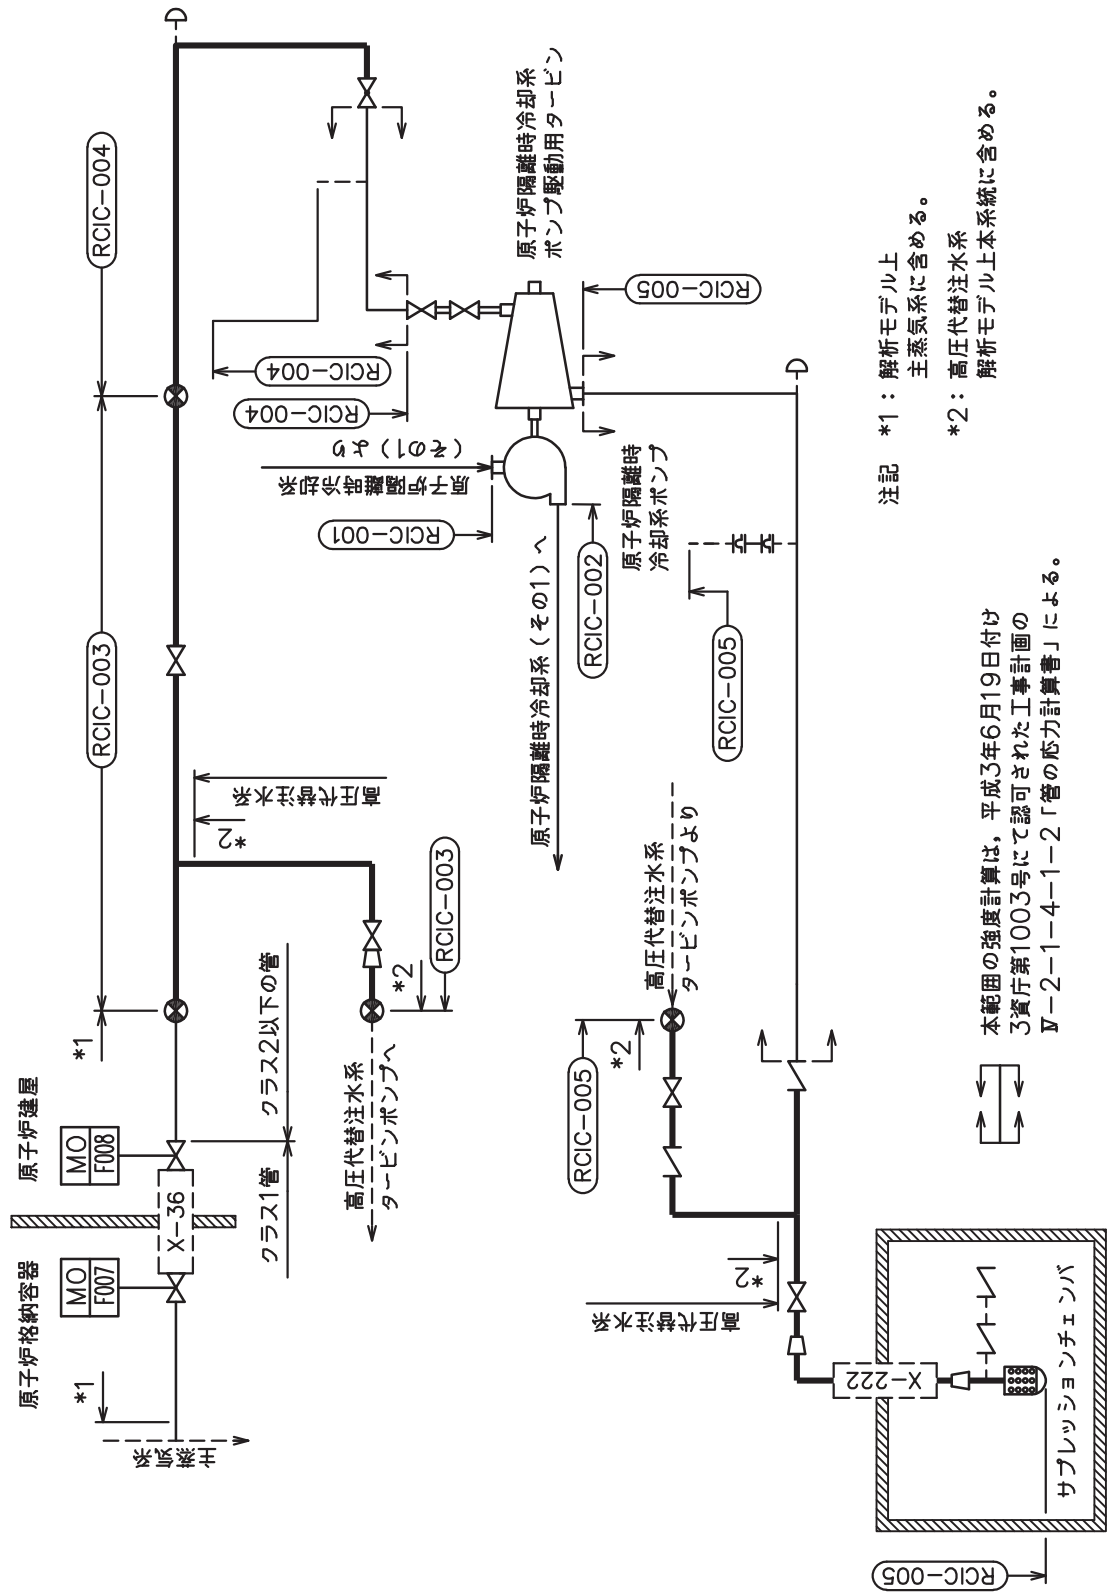 原子炉格納容器
原子炉建屋
MO
F007
MO
F008
X-36
*1
*1
主蒸気系
クラス1管
クラス2以下の管
RCIC-003
RCIC-004
*2
高圧代替注水系
*2
RCIC-003
高圧代替注水系
タービンポンプへ
RCIC-004
RCIC-004
原子炉隔離時冷却系
(その1) より
RCIC-001
原子炉隔離時冷却系
ポンプ駆動用タービン
RCIC-005
原子炉隔離時冷却系(その1)へ
RCIC-002
原子炉隔離時
冷却系ポンプ
RCIC-005
高圧代替注水系
タービンポンプより
RCIC-005
*2
高圧代替注水系
*2
X-222
サプレッションチェンバ
RCIC-005
本範囲の強度計算は，平成3年6月19日付け
3資庁第1003号にて認可された工事計画の
Ⅳ-2-1-4-1-2「管の応力計算書」による。
注記 *1：解析モデル上
主蒸気系に含める。
*2：高圧代替注水系
解析モデル上本系統に含める。